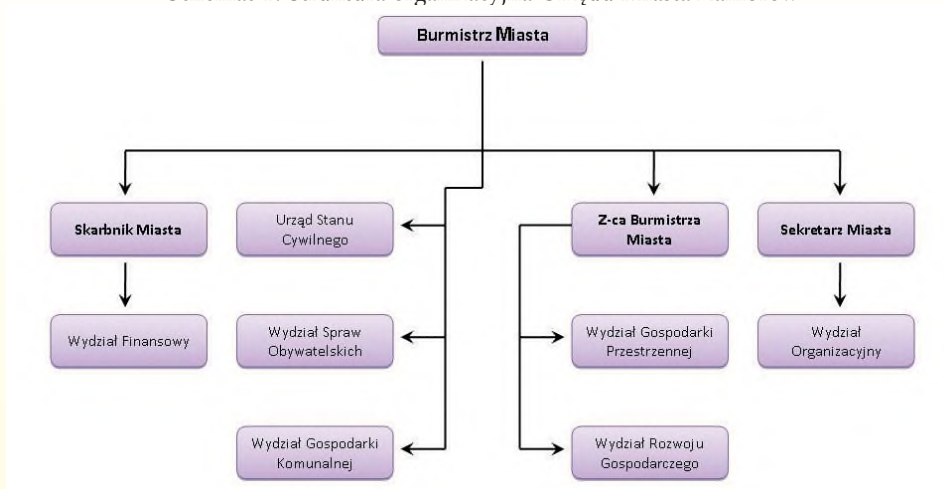 Burmistrz Miasta
Skarbnik Miasta
Urząd Stanu
Cywilnego
Z-ca Burmistrza
Miasta
Sekretarz Miasta
Wydział Finansowy
Wydział Spraw
Obywatelskich
Wydział Gospodarki
Przestrzennej
Wydział
Organizacyjny
Wydział Gospodarki
Komunalnej
Wydział Rozwoju
Gospodarczego